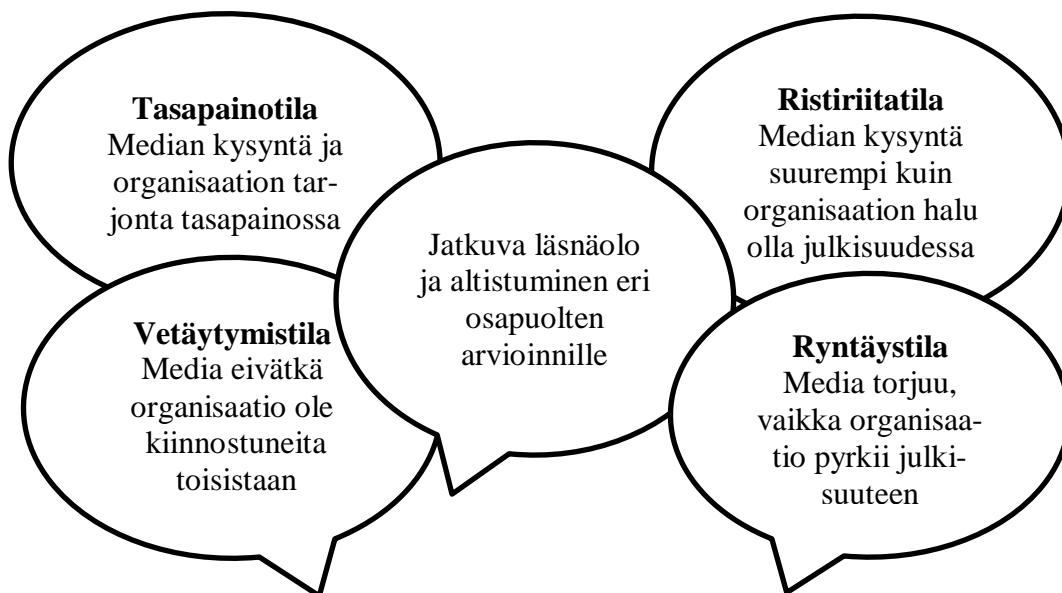 Tasapainotila
Median kysyntä ja
organisaation tar-
jonta tasapainossa
Ristiriitatila
Median kysyntä
suurempi kuin
organisaation halu
olla julkisuudessa
Jatkuva läsnäolo
ja altistuminen eri
osapuolten
arvioinnille
Vetäytymistila
Media eivätkä
organisaatio ole
kiinnostuneita
toisistaan
Ryntäystila
Media torjuu,
vaikka organisaa-
tio pyrkii julki-
suuteen